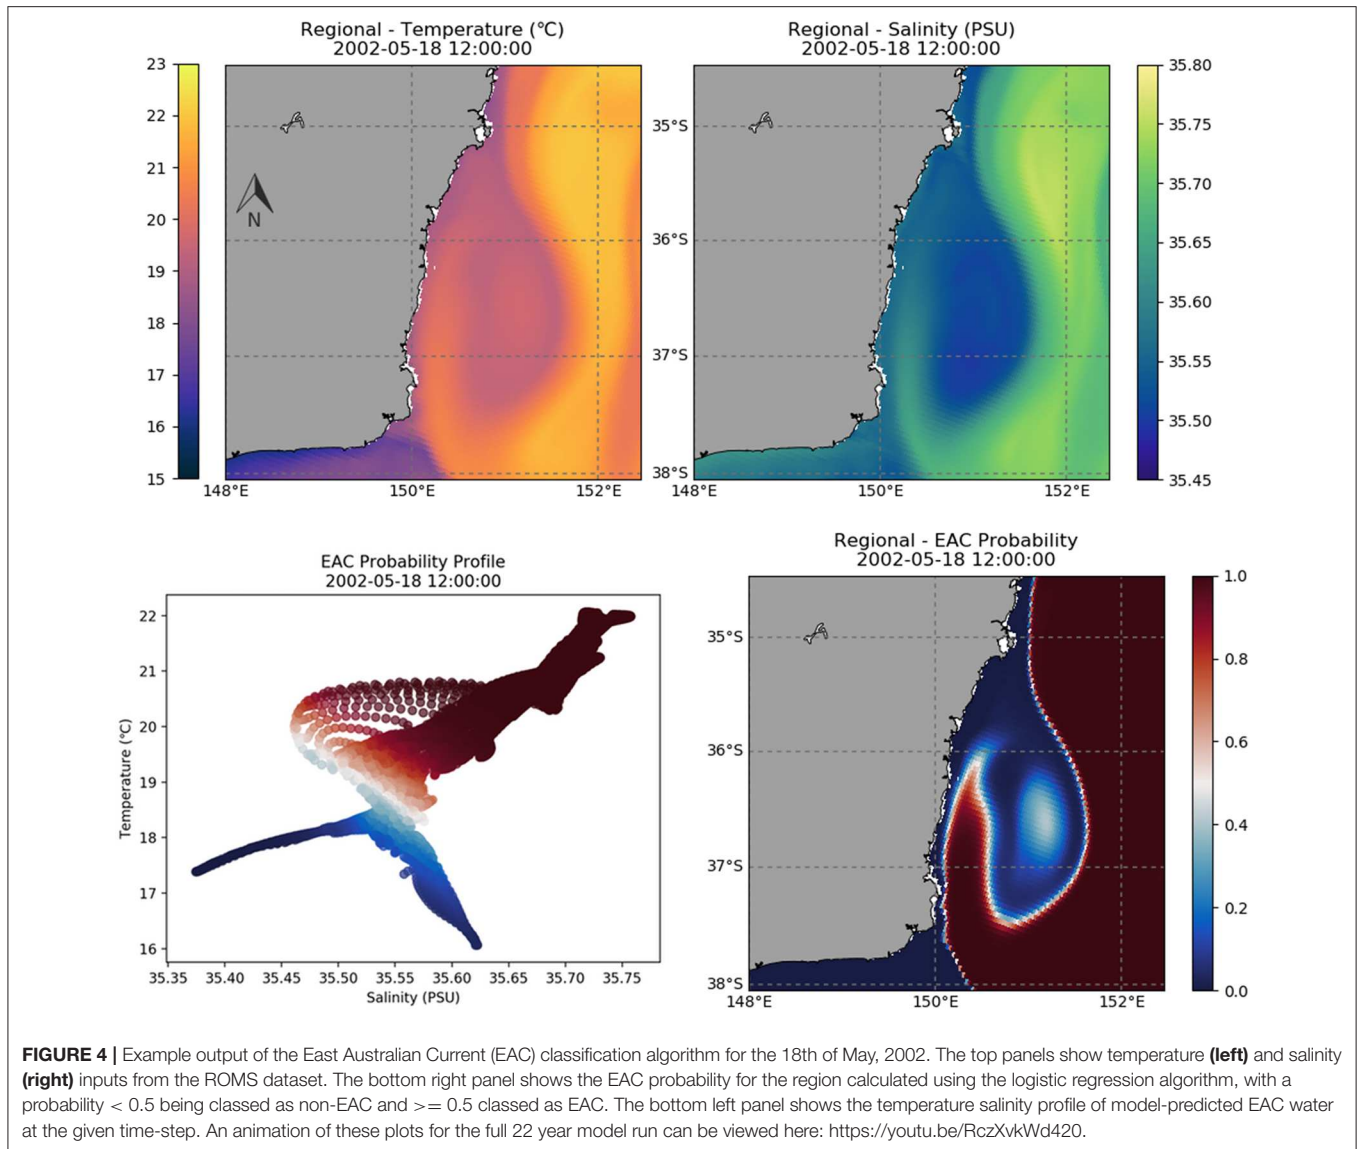 Regional - Temperature (°C)
2002-05-18 12:00:00
Regional - Salinity (PSU)
2002-05-18 12:00:00
23
22
21
20
19
18
17
16
15
N
148°E
150°E
152°E
35°S
36°S
37°S
38°S
148°E
150°E
152°E
35.80
35.75
35.70
35.65
35.60
35.55
35.50
35.45
EAC Probability Profile
2002-05-18 12:00:00
Temperature (°C)
22
21
20
19
18
17
16
35.35
35.40
35.45
35.50
35.55
35.60
35.65
35.70
35.75
Salinity (PSU)
Regional - EAC Probability
2002-05-18 12:00:00
35°S
36°S
37°S
38°S
148°E
150°E
152°E
1.0
0.8
0.6
0.4
0.2
0.0
FIGURE 4 | Example output of the East Australian Current (EAC) classification algorithm for the 18th of May, 2002. The top panels show temperature (left) and salinity
(right) inputs from the ROMS dataset. The bottom right panel shows the EAC probability for the region calculated using the logistic regression algorithm, with a
probability < 0.5 being classed as non-EAC and >= 0.5 classed as EAC. The bottom left panel shows the temperature salinity profile of model-predicted EAC water
at the given time-step. An animation of these plots for the full 22 year model run can be viewed here: https://youtu.be/RczXvkWd420.